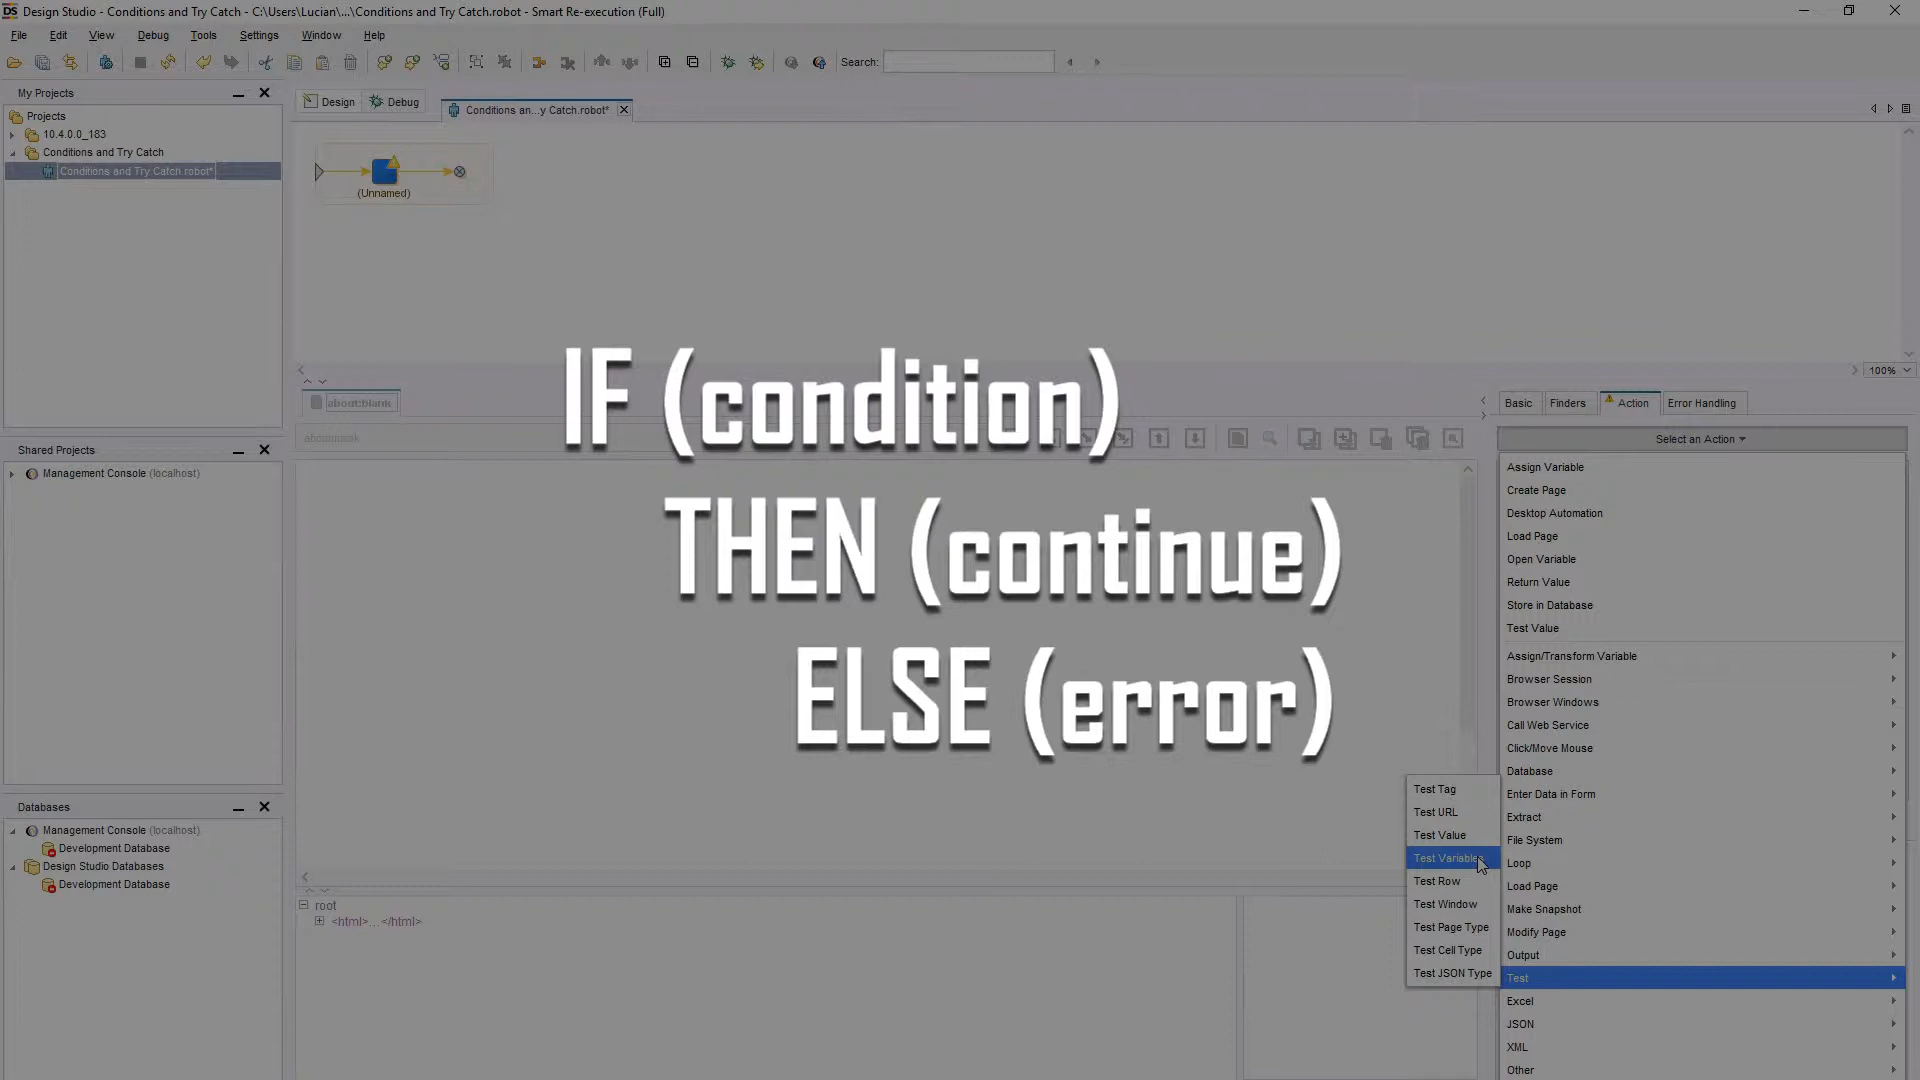 Design Studio - Conditions and Try Catch - C:\Users\Lucian\...\Conditions and Try Catch.robot* - Smart Re-execution (Full)
File Edit View Debug Tools Settings Window Help
Search:
My Projects
Projects
10.4.0.0_183
Conditions and Try Catch
Conditions and Try Catch.robot*
Design
Debug
Conditions an...y Catch.robot*
(Unnamed)
100%
about:blank
about:blank
IF (condition)
THEN (continue)
ELSE (error)
Shared Projects
Management Console (localhost)
Databases
Management Console (localhost)
Development Database
Design Studio Databases
Development Database
root
<html>...</html>
Basic
Finders
Action
Error Handling
Select an Action
Assign Variable
Create Page
Desktop Automation
Load Page
Open Variable
Return Value
Store in Database
Test Value
Assign/Transform Variable
Browser Session
Browser Windows
Call Web Service
Click/Move Mouse
Database
Enter Data in Form
Extract
File System
Loop
Load Page
Make Snapshot
Modify Page
Output
Test
Excel
JSON
XML
Other
Test Tag
Test URL
Test Value
Test Variables
Test Row
Test Window
Test Page Type
Test Cell Type
Test JSON Type